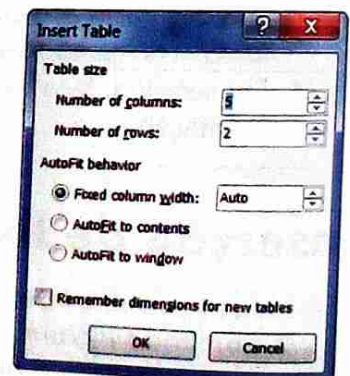 Insert Table
? X
Table size
Number of columns: 5
Number of rows: 2
AutoFit behavior
Fixed column width: Auto
AutoFit to contents
AutoFit to window
Remember dimensions for new tables
OK Cancel